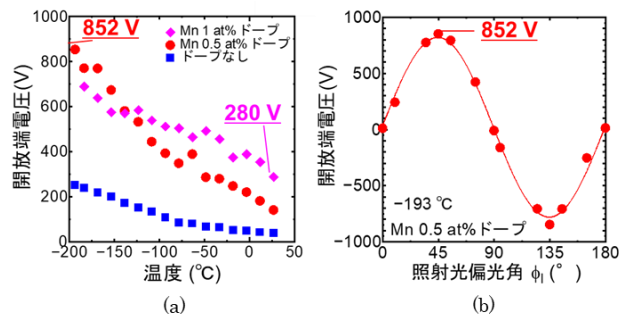 (a)
852 V
Mn 1 at% ドープ
Mn 0.5 at% ドープ
ドープなし
280 V
開放端電圧(V)
1000
800
600
400
200
0
−200 −150 −100 −50 0 50
温度 (℃)
(a)
(b)
852 V
開放端電圧(V)
1000
500
0
−500
−1000
−193 ℃
Mn 0.5 at%ドープ
0 45 90 135 180
照射光偏光角 ϕI (°)
(b)